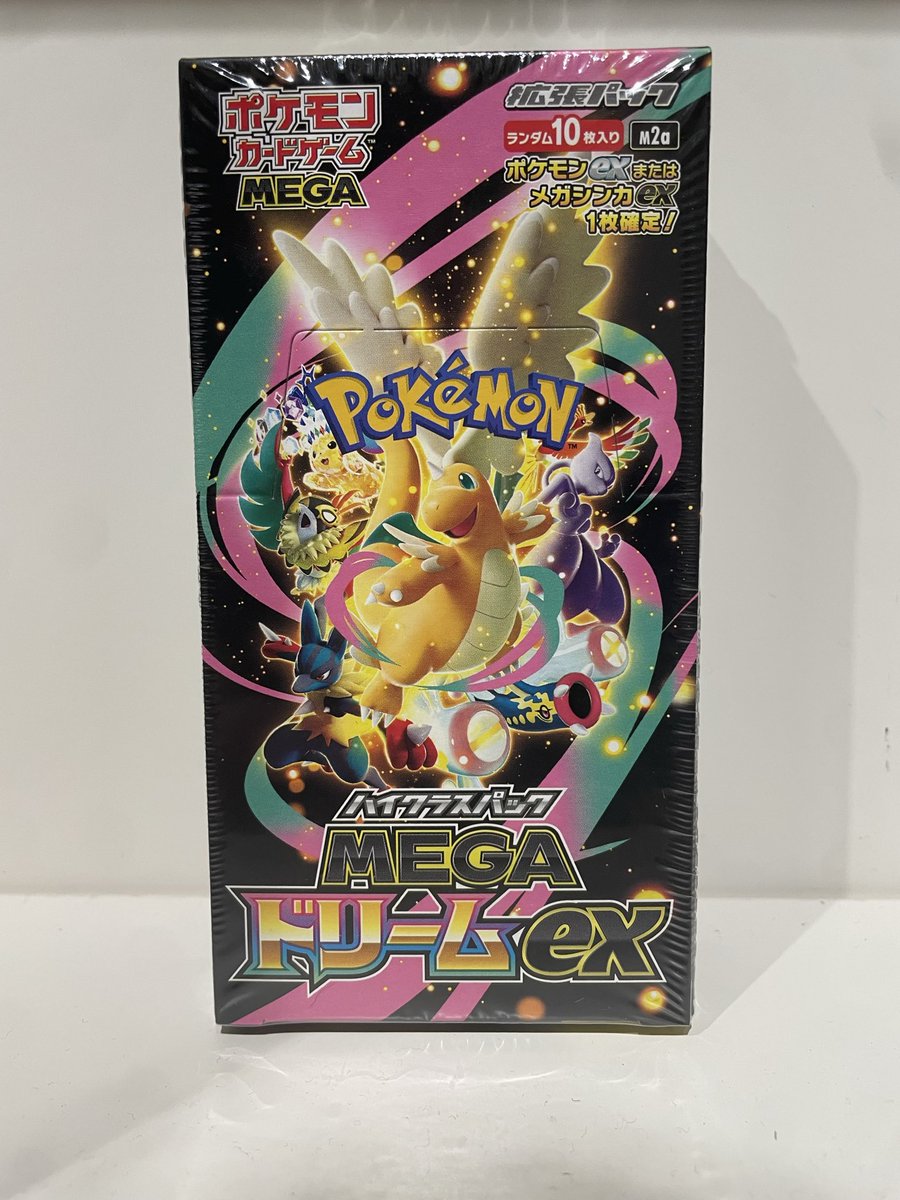 ポケモン
カードゲーム™
MEGA
拡張パック
ランダム10枚入り M2a
ポケモンexまたは
メガシンカex
1枚確定!
POKÉMON™
ハイクラスパック
MEGA
ドリームex